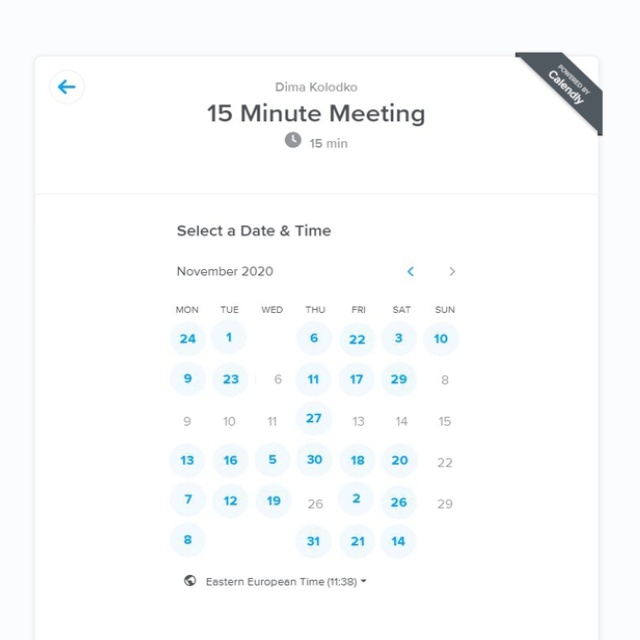 POWERED BY
Calendly
Dima Kolodko
15 Minute Meeting
15 min
Select a Date & Time
November 2020
MON TUE WED THU FRI SAT SUN
24 1 6 22 3 10
9 23 6 11 17 29 8
9 10 11 27 13 14 15
13 16 5 30 18 20 22
7 12 19 26 2 26 29
8 31 21 14
Eastern European Time (11:38)